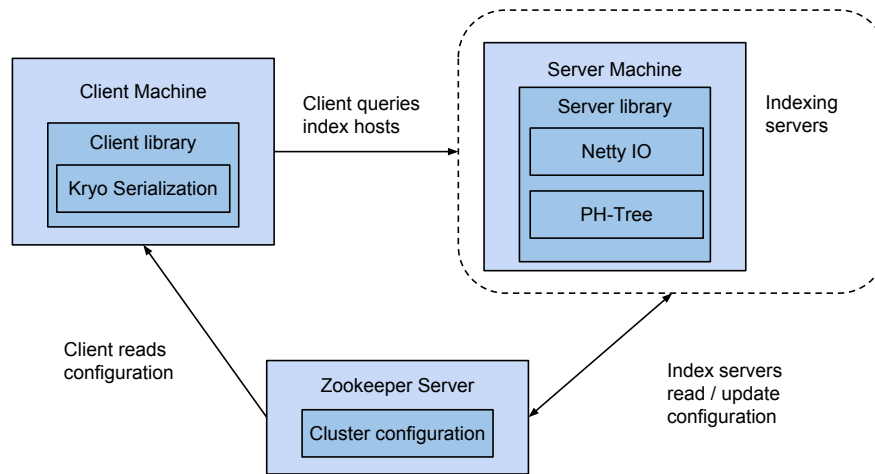 Client Machine
Client library
Kryo Serialization
Client queries
index hosts
Server Machine
Server library
Netty IO
PH-Tree
Indexing
servers
Client reads
configuration
Zookeeper Server
Cluster configuration
Index servers
read / update
configuration